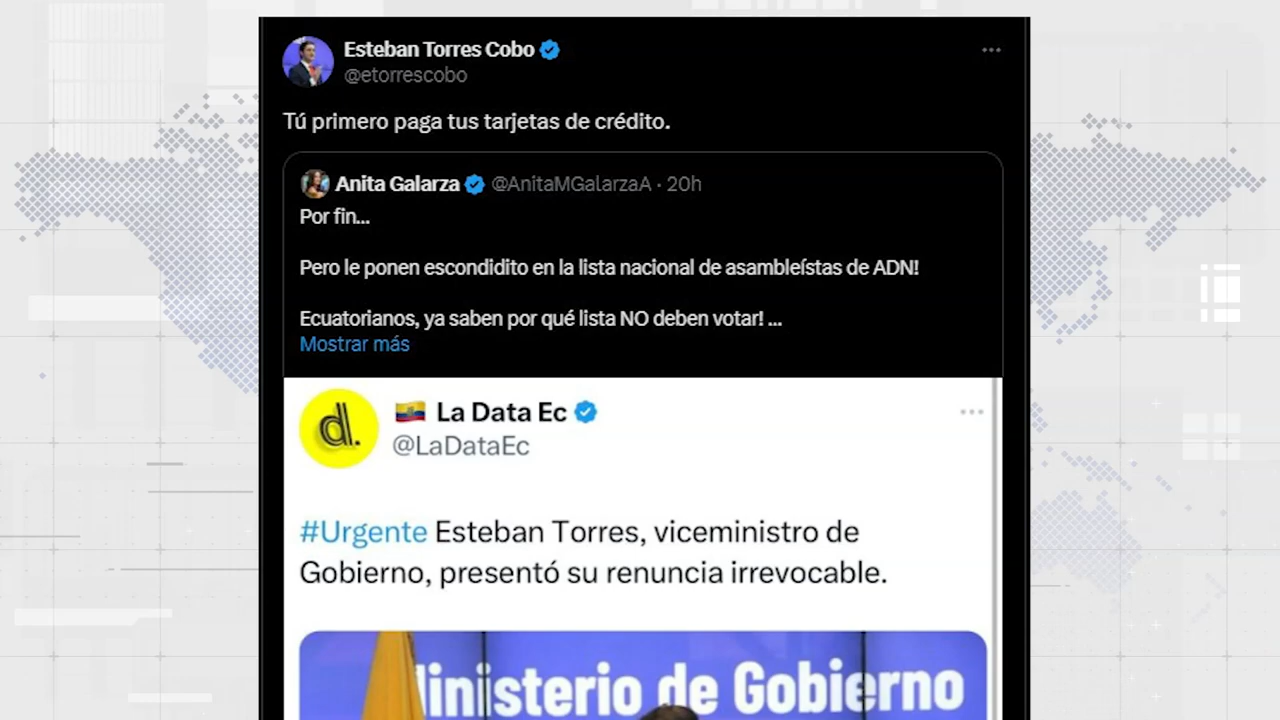 Esteban Torres Cobo
@etorrescobo
Tú primero paga tus tarjetas de crédito.
Anita Galarza @AnitaMGalarzaA · 20h
Por fin...
Pero le ponen escondidito en la lista nacional de asambleístas de ADN!
Ecuatorianos, ya saben por qué lista NO deben votar! ...
Mostrar más
d.
🇪🇨 La Data Ec
@LaDataEc
#Urgente Esteban Torres, viceministro de
Gobierno, presentó su renuncia irrevocable.
Ministerio de Gobierno